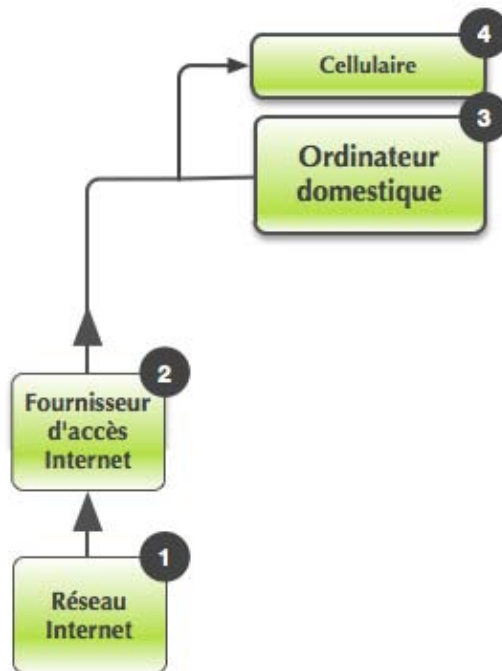 4
Cellulaire
3
Ordinateur
domestique
2
Fournisseur
d'accès
Internet
1
Réseau
Internet